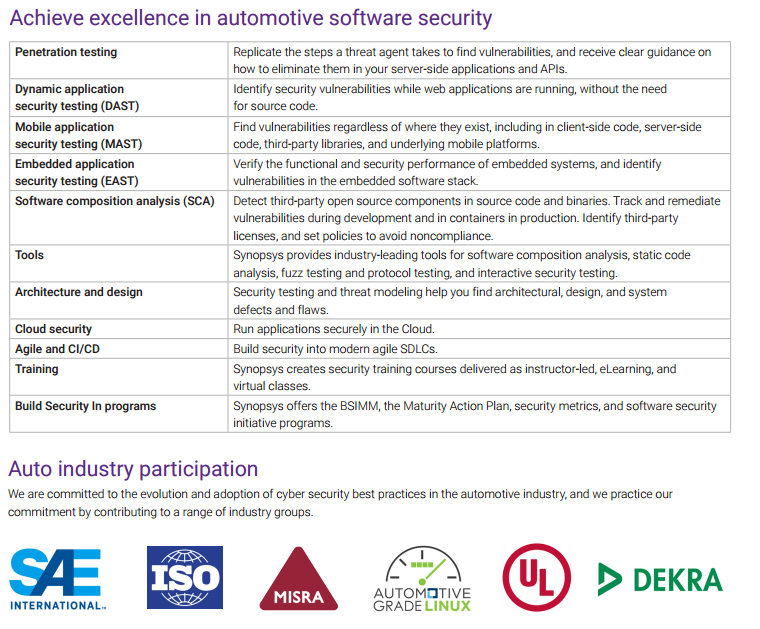 Achieve excellence in automotive software security
Penetration testing
Replicate the steps a threat agent takes to find vulnerabilities, and receive clear guidance on
how to eliminate them in your server-side applications and APIs.
Dynamic application
security testing (DAST)
Identify security vulnerabilities while web applications are running, without the need
for source code.
Mobile application
security testing (MAST)
Find vulnerabilities regardless of where they exist, including in client-side code, server-side
code, third-party libraries, and underlying mobile platforms.
Embedded application
security testing (EAST)
Verify the functional and security performance of embedded systems, and identify
vulnerabilities in the embedded software stack.
Software composition analysis (SCA)
Detect third-party open source components in source code and binaries. Track and remediate
vulnerabilities during development and in containers in production. Identify third-party
licenses, and set policies to avoid noncompliance.
Tools
Synopsys provides industry-leading tools for software composition analysis, static code
analysis, fuzz testing and protocol testing, and interactive security testing.
Architecture and design
Security testing and threat modeling help you find architectural, design, and system
defects and flaws.
Cloud security
Run applications securely in the Cloud.
Agile and CI/CD
Build security into modern agile SDLCs.
Training
Synopsys creates security training courses delivered as instructor-led, eLearning, and
virtual classes.
Build Security In programs
Synopsys offers the BSIMM, the Maturity Action Plan, security metrics, and software security
initiative programs.
Auto industry participation
We are committed to the evolution and adoption of cyber security best practices in the automotive industry, and we practice our
commitment by contributing to a range of industry groups.
SAE
INTERNATIONAL™
ISO
MISRA
AUTOMOTIVE
GRADE LINUX
UL
DEKRA